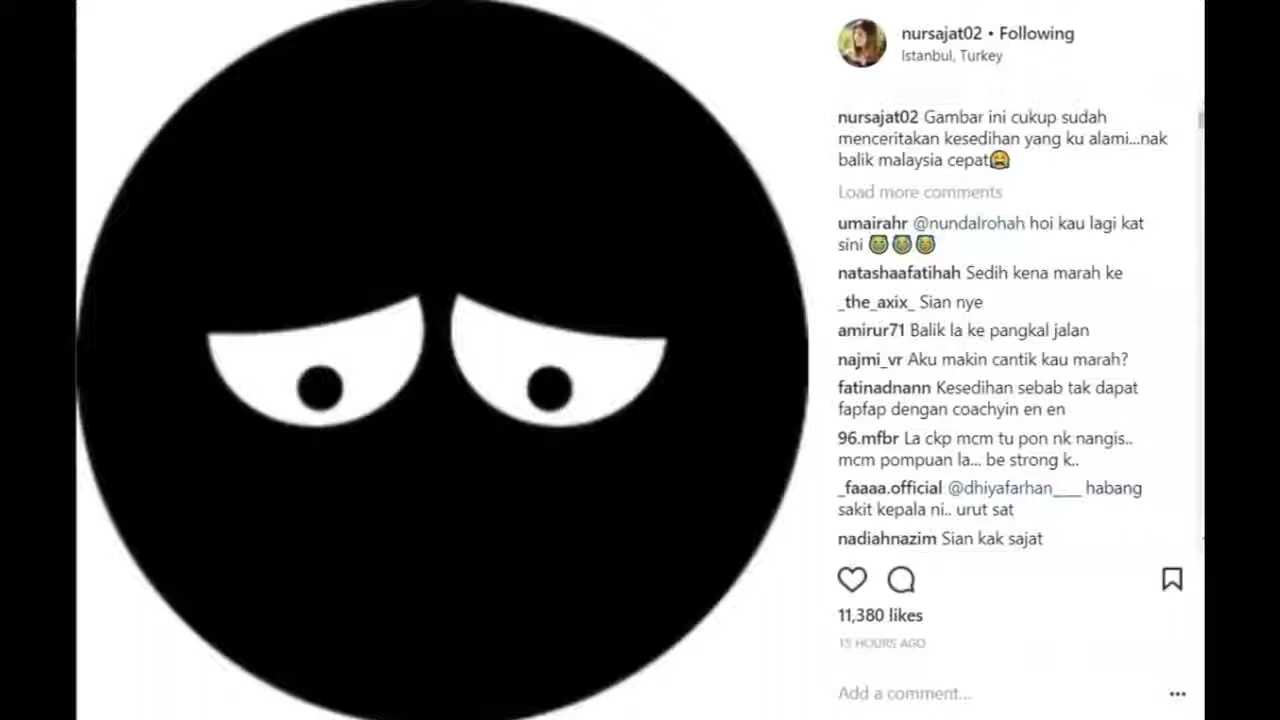 nursajat02 • Following
Istanbul, Turkey
nursajat02 Gambar ini cukup sudah
menceritakan kesedihan yang ku alami...nak
balik malaysia cepat😭
Load more comments
umairahr @nundalrohah hoi kau lagi kat
sini 😂😂😂
natashaafatihah Sedih kena marah ke
_the_axix_ Sian nye
amirur71 Balik la ke pangkal jalan
najmi_vr Aku makin cantik kau marah?
fatinadnann Kesedihan sebab tak dapat
fapfap dengan coachyin en en
96.mfbr La ckp mcm tu pon nk nangis..
mcm pompuan la... be strong k..
_faaaa.official @dhiyafarhan____ habang
sakit kepala ni.. urut sat
nadiahnazim Sian kak sajat
11,380 likes
15 HOURS AGO
Add a comment...